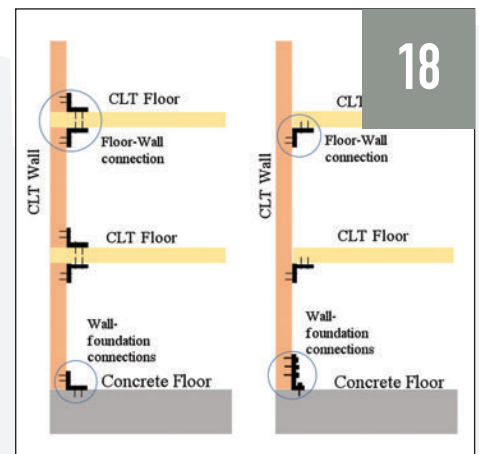 18
CLT Floor
Floor-Wall
connection
CLT Wall
CLT Floor
Wall-
foundation
connections
Concrete Floor
CLT
Floor-Wall
connection
CLT Wall
CLT Floor
Wall-
foundation
connections
Concrete Floor